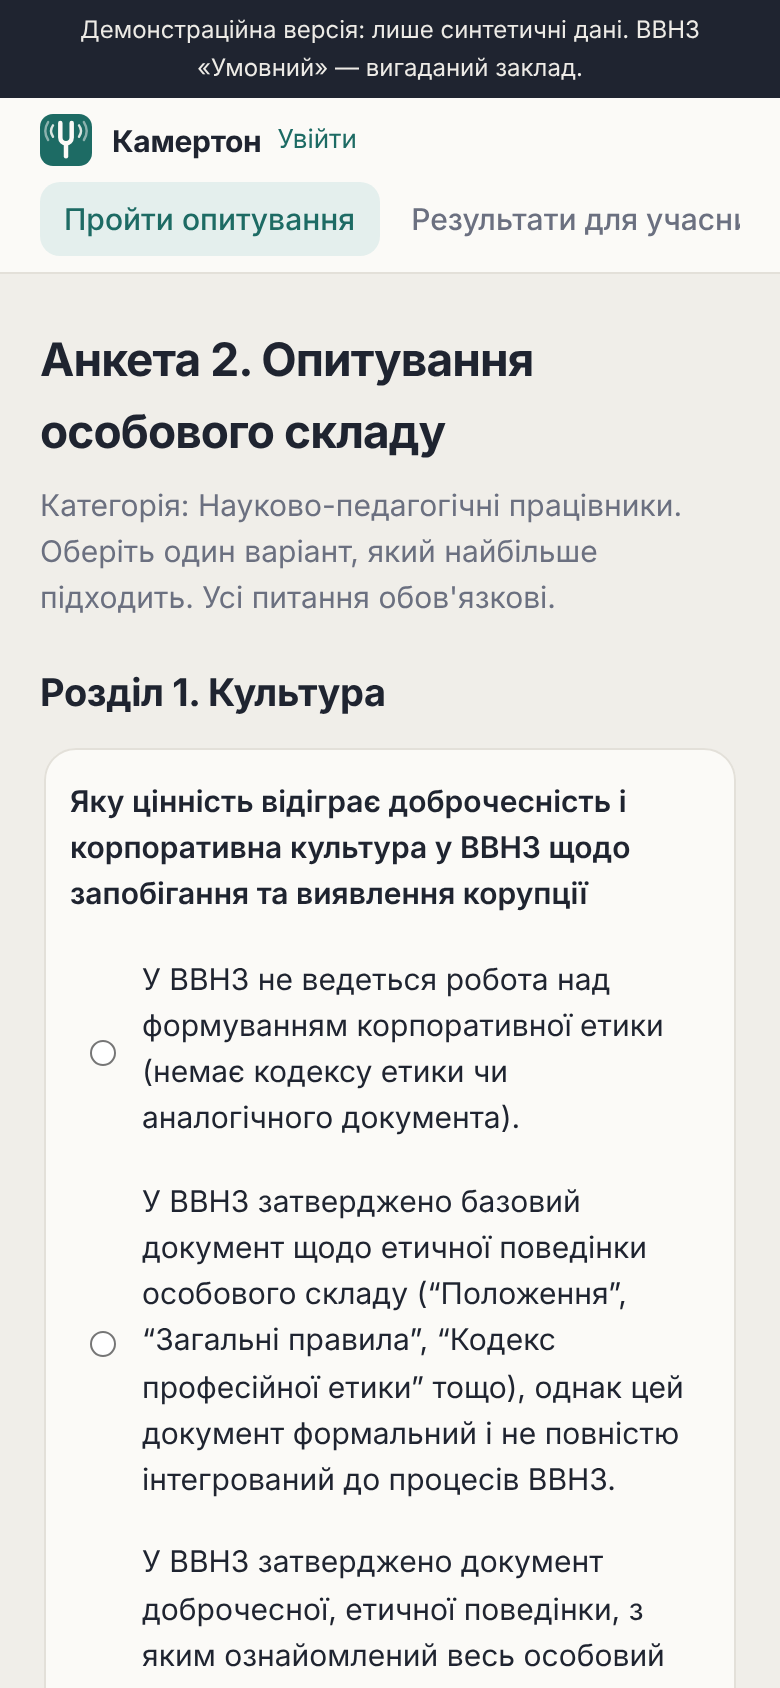 Демонстраційна версія: лише синтетичні дані. ВВНЗ
«Умовний» — вигаданий заклад.
Камертон Увійти
Пройти опитування Результати для учасни
Анкета 2. Опитування
особового складу
Категорія: Науково-педагогічні працівники.
Оберіть один варіант, який найбільше
підходить. Усі питання обов'язкові.
Розділ 1. Культура
Яку цінність відіграє доброчесність і
корпоративна культура у ВВНЗ щодо
запобігання та виявлення корупції
У ВВНЗ не ведеться робота над
формуванням корпоративної етики
(немає кодексу етики чи
аналогічного документа).
У ВВНЗ затверджено базовий
документ щодо етичної поведінки
особового складу (“Положення”,
“Загальні правила”, “Кодекс
професійної етики” тощо), однак цей
документ формальний і не повністю
інтегрований до процесів ВВНЗ.
У ВВНЗ затверджено документ
доброчесної, етичної поведінки, з
яким ознайомлений весь особовий